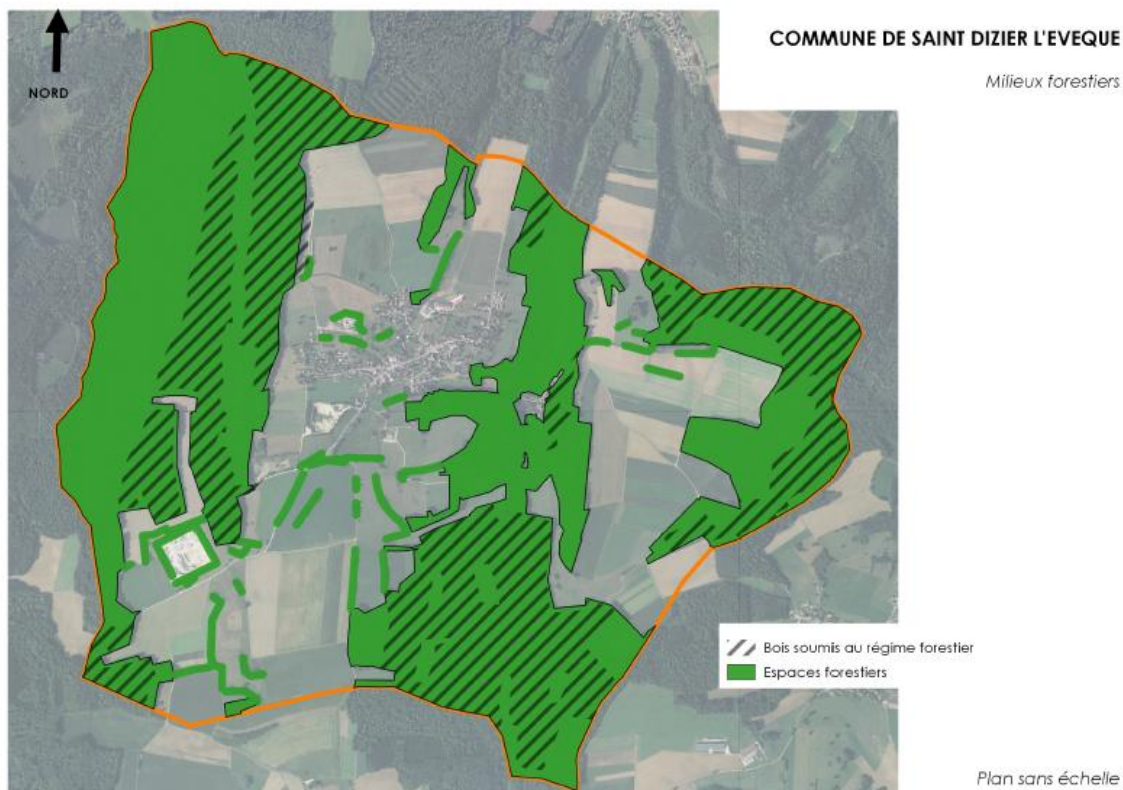 COMMUNE DE SAINT DIZIER L'EVEQUE
Milieux forestiers
NORD
Bois soumis au régime forestier
Espaces forestiers
Plan sans échelle